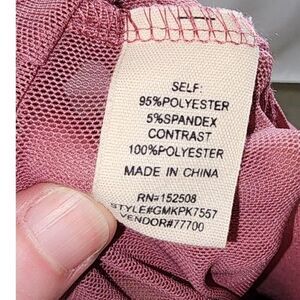 SELF:
95%POLYESTER
5%SPANDEX
CONTRAST
100%POLYESTER
MADE IN CHINA
RN=152508
STYLE#GMKPK7557
VENDOR#77700